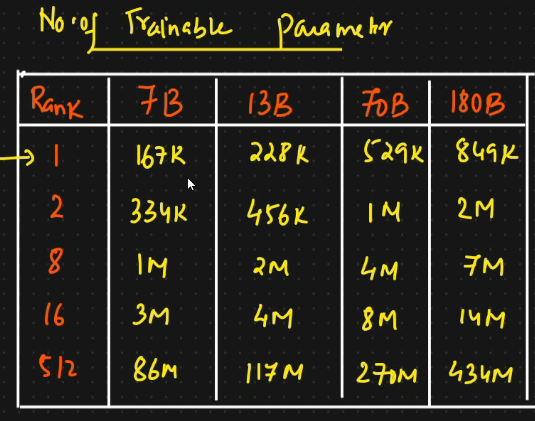 No. of Trainable Parameter
Rank 7B 13B 70B 180B
1 167K 228K 529K 849K
2 334K 456K 1M 2M
8 1M 2M 4M 7M
16 3M 4M 8M 14M
512 86M 117M 270M 434M